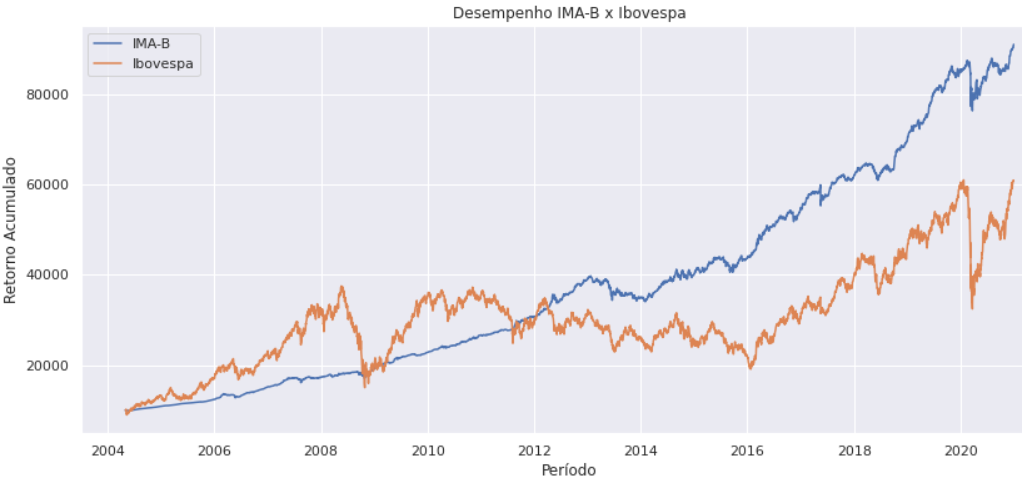 Desempenho IMA-B x Ibovespa
IMA-B
Ibovespa
Retorno Acumulado
80000
60000
40000
20000
2004 2006 2008 2010 2012 2014 2016 2018 2020
Período